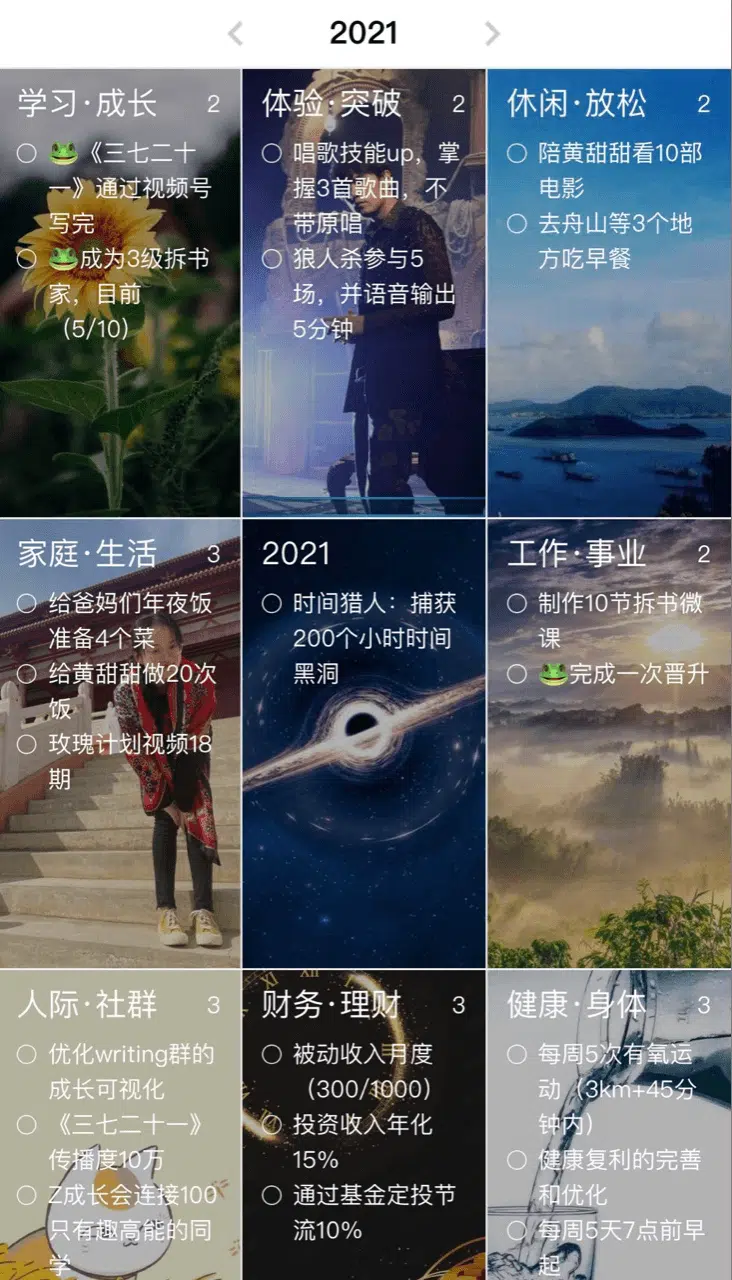 2021
学习·成长 2
🐸《三七二十
一》通过视频号
写完
🐸成为3级拆书
家，目前
（5/10）
体验·突破 2
唱歌技能up，掌
握3首歌曲，不
带原唱
狼人杀参与5
场，并语音输出
5分钟
休闲·放松 2
陪黄甜甜看10部
电影
去舟山等3个地
方吃早餐
家庭·生活 3
给爸妈们年夜饭
准备4个菜
给黄甜甜做20次
饭
玫瑰计划视频18
期
2021
时间猎人：捕获
200个小时时间
黑洞
工作·事业 2
制作10节拆书微
课
🐸完成一次晋升
人际·社群 3
优化writing群的
成长可视化
《三七二十一》
传播度10万
Z成长会连接100
只有趣高能的同
学
财务·理财 3
被动收入月度
（300/1000）
投资收入年化
15%
通过基金定投节
流10%
健康·身体 3
每周5次有氧运
动（3km+45分
钟内）
健康复利的完善
和优化
每周5天7点前早
起